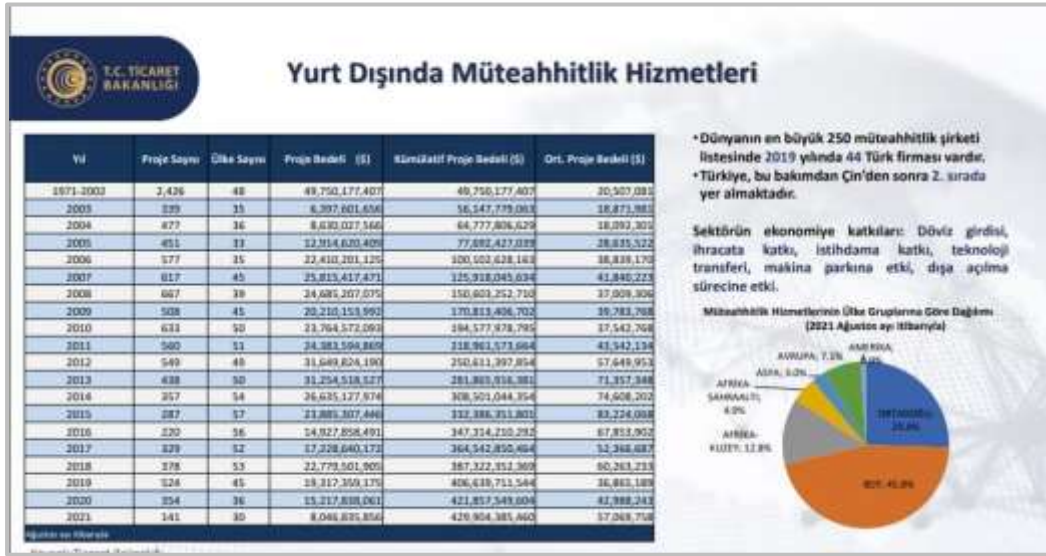 T.C. TİCARET
BAKANLIĞI
Yurt Dışında Müteahhitlik Hizmetleri
Yıl Proje Sayısı Ülke Sayısı Proje Bedeli ($) Kümülatif Proje Bedeli ($) Ort. Proje Bedeli ($)
1971-2002 2,426 48 49,750,177,407 49,750,177,407 20,507,081
2003 339 35 6,397,601,656 56,147,779,063 18,871,981
2004 477 36 8,630,027,566 64,777,806,629 18,092,301
2005 451 33 12,914,620,409 77,692,427,039 28,635,522
2006 577 35 22,410,201,125 100,102,628,163 38,839,170
2007 617 45 25,815,417,471 125,918,045,634 41,840,223
2008 667 39 24,685,207,075 150,603,252,710 37,009,306
2009 508 45 20,210,153,992 170,813,406,702 39,783,768
2010 633 50 23,764,572,093 194,577,978,795 37,542,768
2011 560 51 24,383,594,869 218,961,573,664 43,542,134
2012 549 49 31,649,824,190 250,611,397,854 57,649,953
2013 438 50 31,254,518,527 281,865,916,381 71,357,348
2014 357 54 26,635,127,974 308,501,044,354 74,608,202
2015 287 57 23,885,307,446 332,386,351,801 83,224,068
2016 220 56 14,927,858,491 347,314,210,292 67,853,902
2017 329 52 17,228,640,172 364,542,850,464 52,366,687
2018 378 53 22,779,501,905 387,322,352,369 60,263,233
2019 524 45 19,317,359,175 406,639,711,544 36,865,189
2020 354 36 15,217,838,061 421,857,549,604 42,988,243
2021 141 30 8,046,835,856 429,904,385,460 57,069,758
Ağustos ayı itibarıyla
•Dünyanın en büyük 250 müteahhitlik şirketi
listesinde 2019 yılında 44 Türk firması vardır.
•Türkiye, bu bakımdan Çin'den sonra 2. sırada
yer almaktadır.
Sektörün ekonomiye katkıları: Döviz girdisi,
ihracata katkı, istihdama katkı, teknoloji
transferi, makina parkına etki, dışa açılma
sürecine etki.
Müteahhitlik Hizmetlerinin Ülke Gruplarına Göre Dağılımı
(2021 Ağustos ayı itibarıyla)
AMERİKA;
AVRUPA; 7.1%
ASYA; 5.0%
AFRİKA-
SAHRAALTI;
4.9%
AFRİKA-
KUZEY; 12.8%
ORTADOĞU;
BDT;